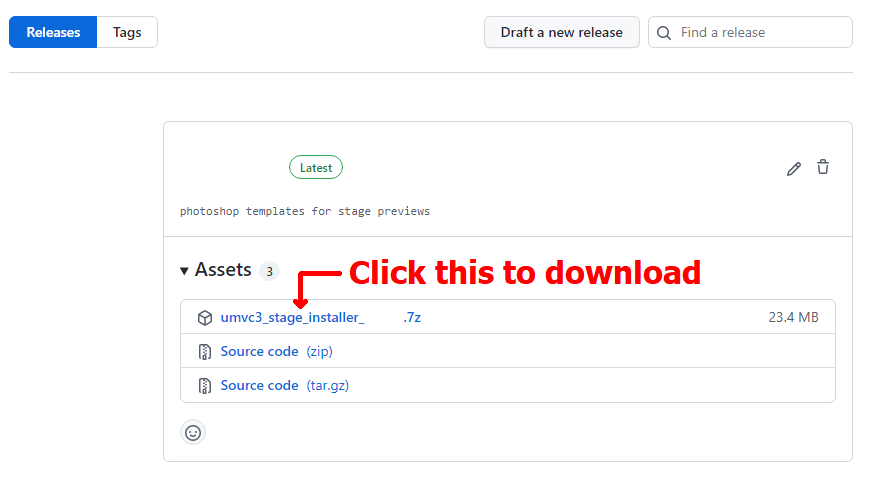 Releases Tags Draft a new release Find a release
Latest
photoshop templates for stage previews
Assets 3 Click this to download
umvc3_stage_installer_ .7z 23.4 MB
Source code (zip)
Source code (tar.gz)